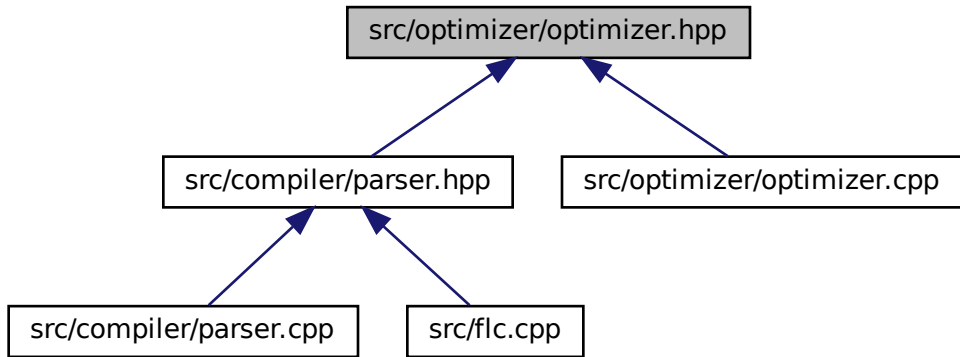 src/optimizer/optimizer.hpp
src/compiler/parser.hpp
src/optimizer/optimizer.cpp
src/compiler/parser.cpp
src/flc.cpp